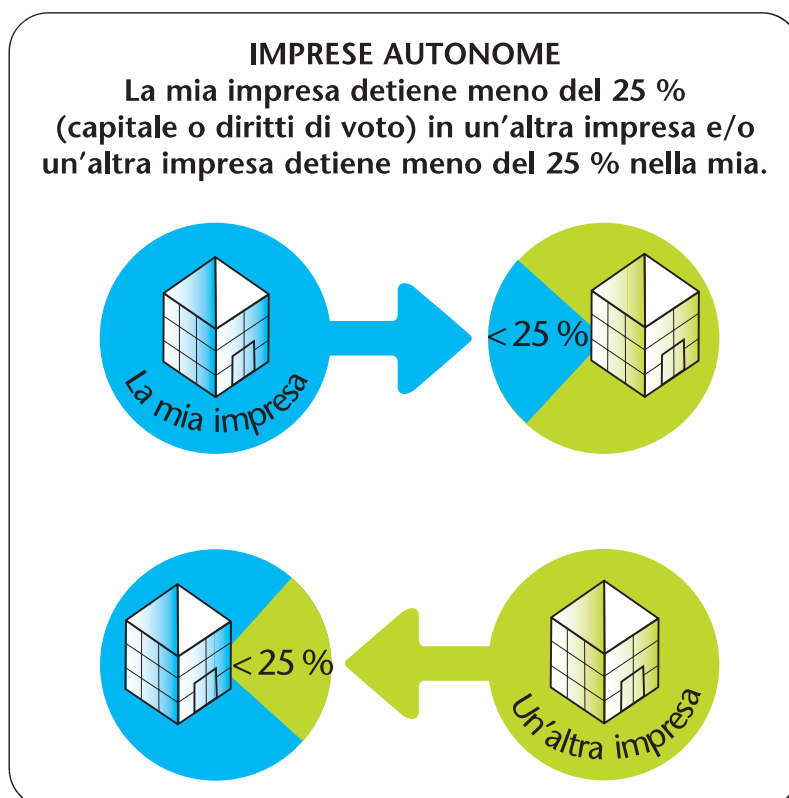 IMPRESE AUTONOME
La mia impresa detiene meno del 25 %
(capitale o diritti di voto) in un’altra impresa e/o
un’altra impresa detiene meno del 25 % nella mia.
La mia impresa
< 25 %
< 25 %
Un’altra impresa